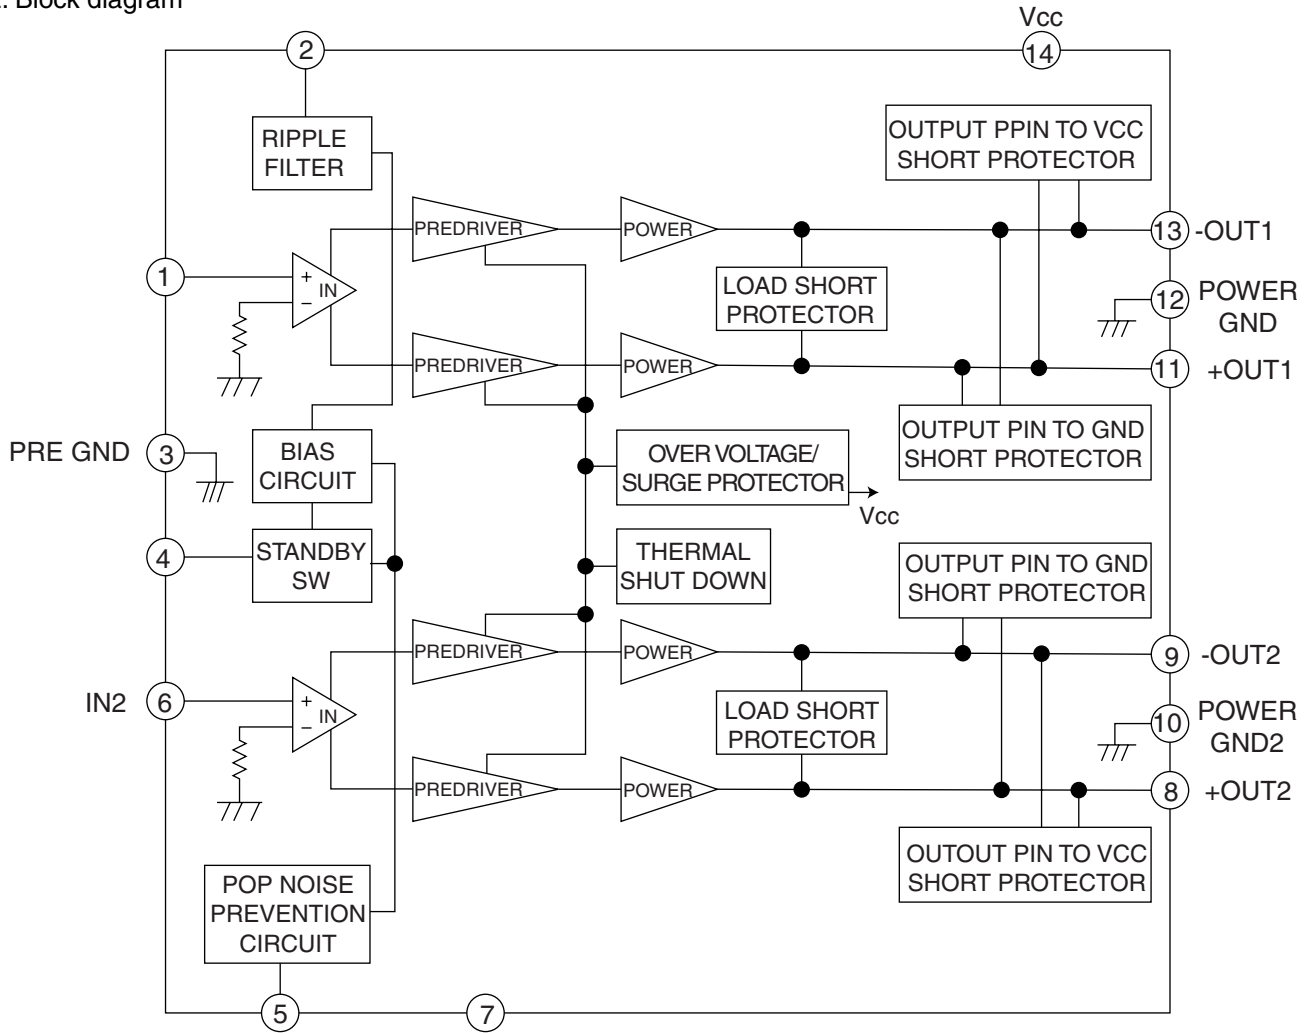 Block diagram
Vcc
2
14
RIPPLE
FILTER
OUTPUT PPIN TO VCC
SHORT PROTECTOR
PREDRIVER
POWER
13
-OUT1
1
+
IN
−
LOAD SHORT
PROTECTOR
12
POWER
GND
PREDRIVER
POWER
11
+OUT1
PRE GND
3
BIAS
CIRCUIT
OVER VOLTAGE/
SURGE PROTECTOR
Vcc
OUTPUT PIN TO GND
SHORT PROTECTOR
4
STANDBY
SW
THERMAL
SHUT DOWN
OUTPUT PIN TO GND
SHORT PROTECTOR
PREDRIVER
POWER
9
-OUT2
IN2
6
+
IN
−
LOAD SHORT
PROTECTOR
10
POWER
GND2
PREDRIVER
POWER
8
+OUT2
POP NOISE
PREVENTION
CIRCUIT
OUTOUT PIN TO VCC
SHORT PROTECTOR
5
7